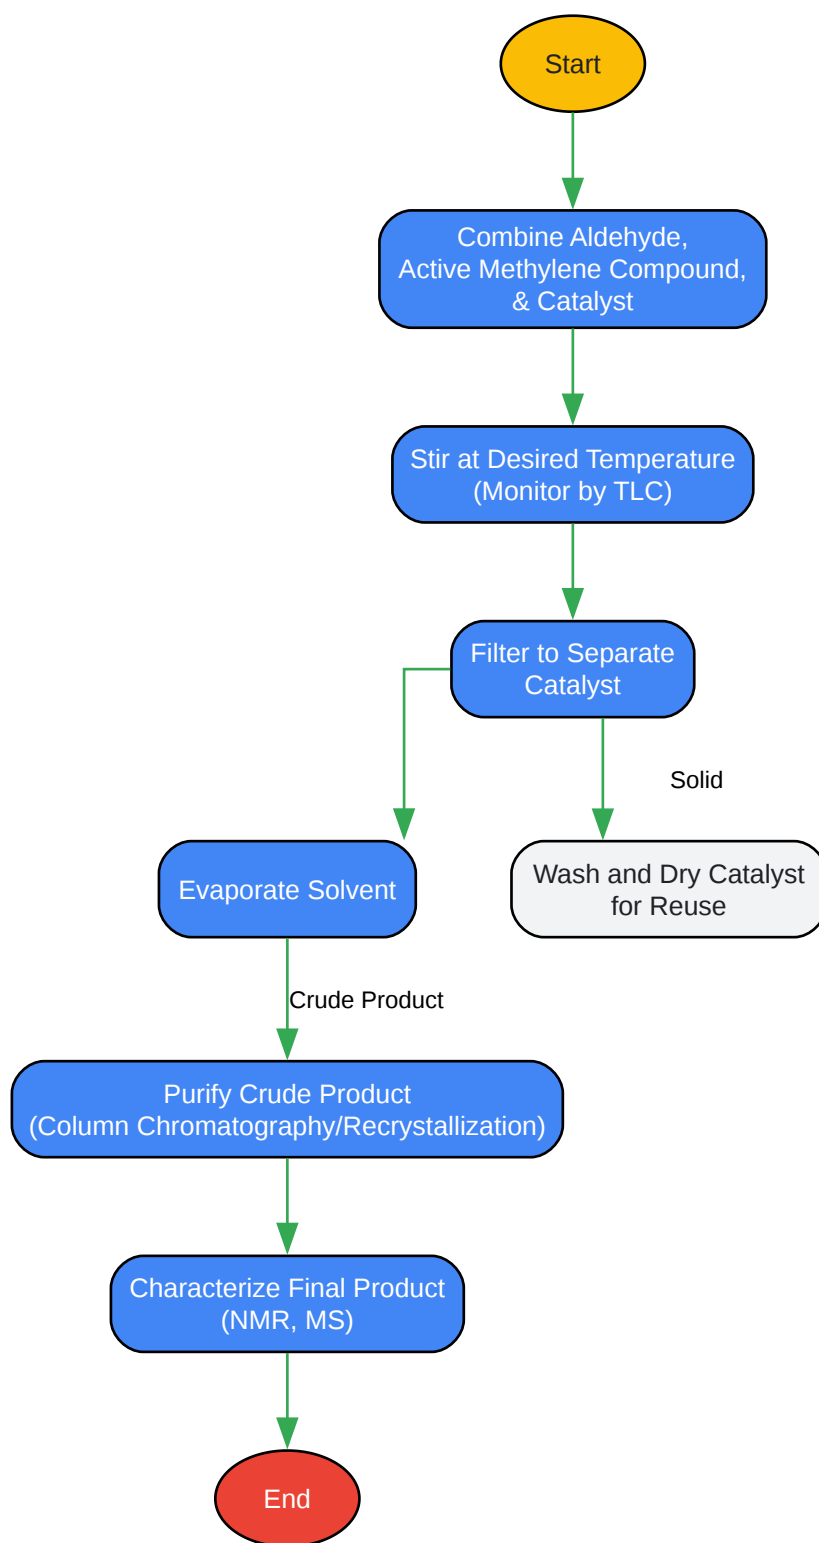 Start
Combine Aldehyde,
Active Methylene Compound,
& Catalyst
Stir at Desired Temperature
(Monitor by TLC)
Filter to Separate
Catalyst
Solid
Evaporate Solvent
Wash and Dry Catalyst
for Reuse
Crude Product
Purify Crude Product
(Column Chromatography/Recrystallization)
Characterize Final Product
(NMR, MS)
End